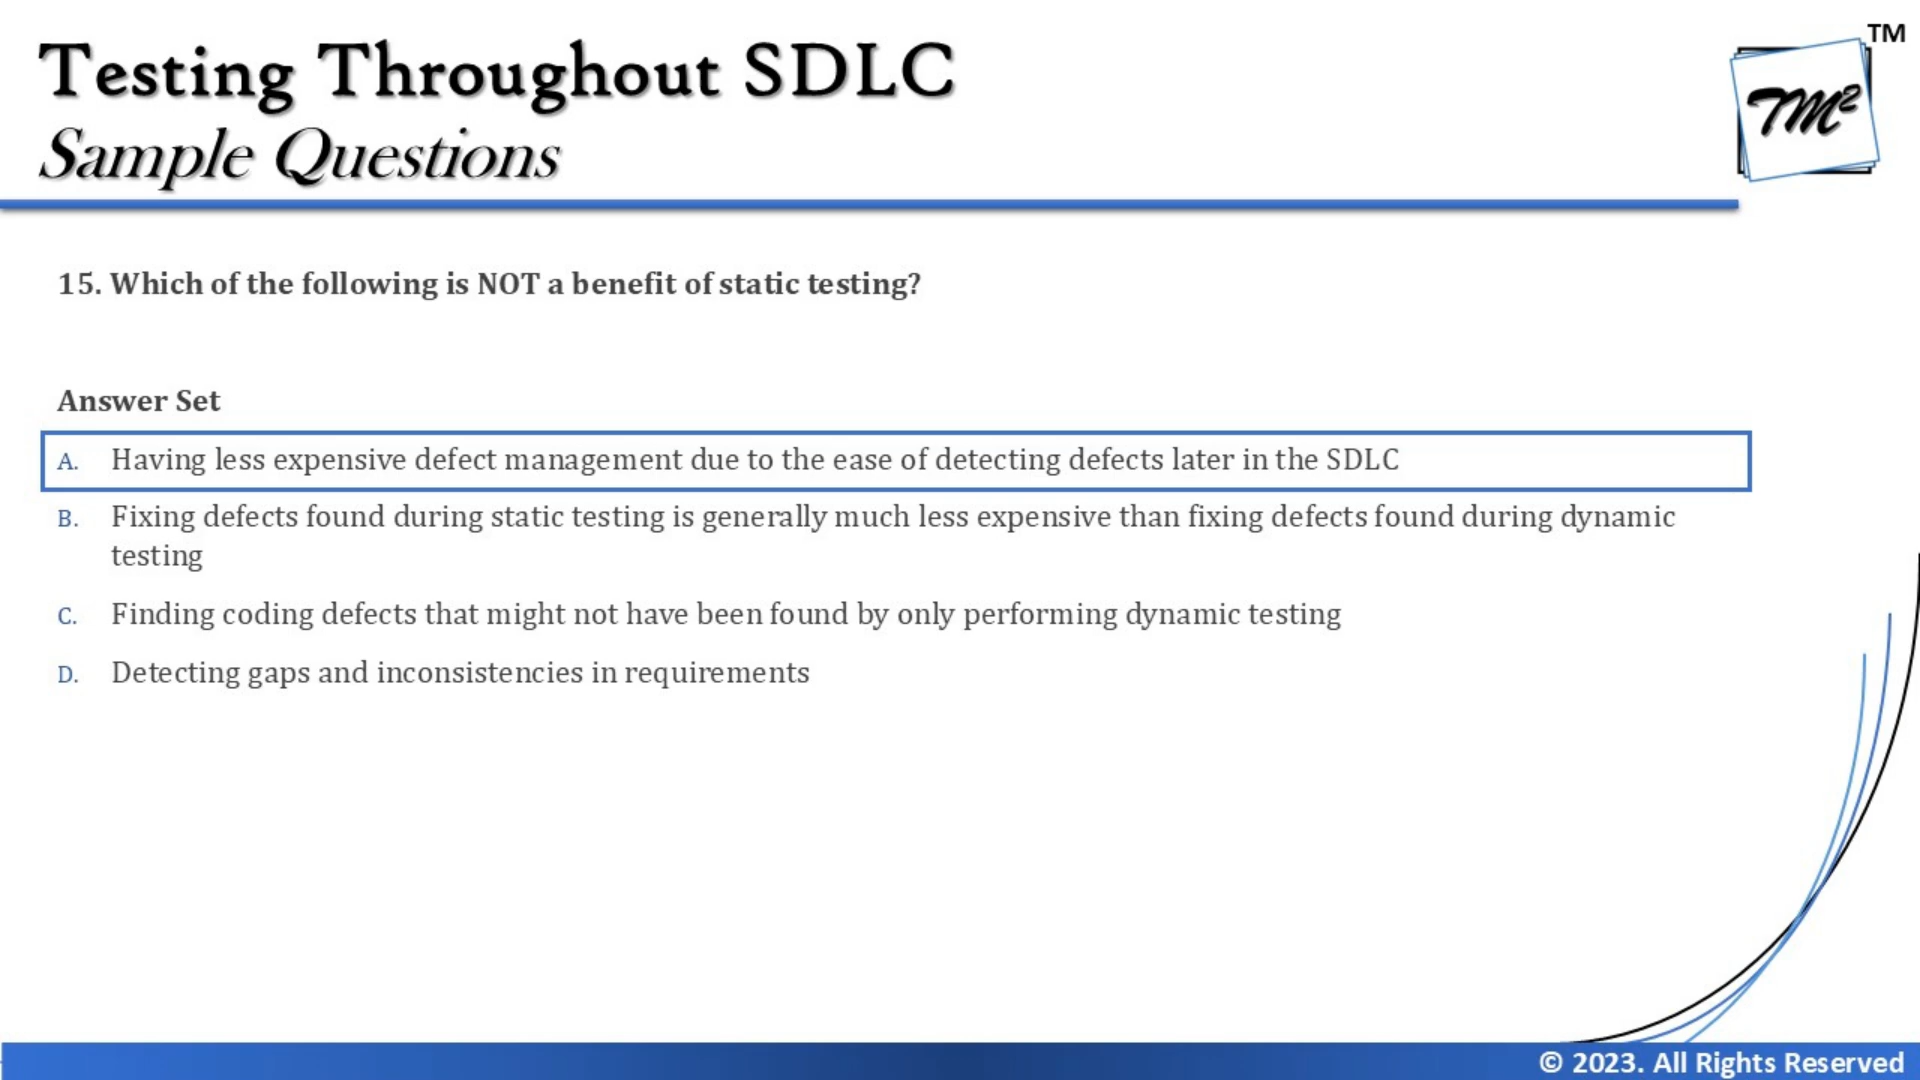 Testing Throughout SDLC
Sample Questions
TM
TM²
15. Which of the following is NOT a benefit of static testing?
Answer Set
A. Having less expensive defect management due to the ease of detecting defects later in the SDLC
B. Fixing defects found during static testing is generally much less expensive than fixing defects found during dynamic
testing
C. Finding coding defects that might not have been found by only performing dynamic testing
D. Detecting gaps and inconsistencies in requirements
© 2023. All Rights Reserved